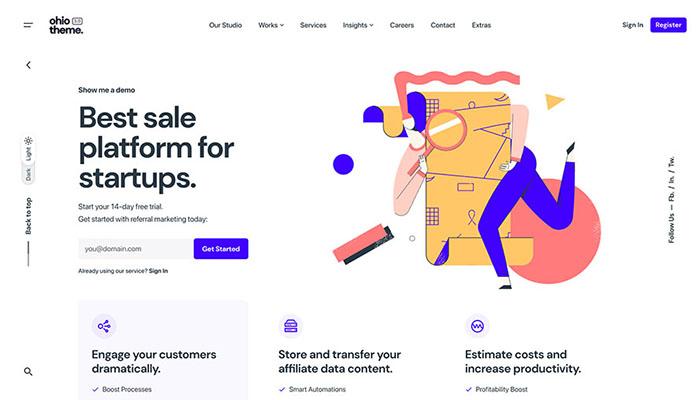 ohio 3.0
theme.
Our Studio Works Services Insights Careers Contact Extras
Sign In Register
Show me a demo
Best sale
platform for
startups.
Start your 14-day free trial.
Get started with referral marketing today:
you@domain.com Get Started
Already using our service? Sign In
Light
Dark
Back to top
Follow Us — Fb. / In. / Tw.
Engage your customers
dramatically.
Boost Processes
Store and transfer your
affiliate data content.
Smart Automations
Estimate costs and
increase productivity.
Profitability Boost